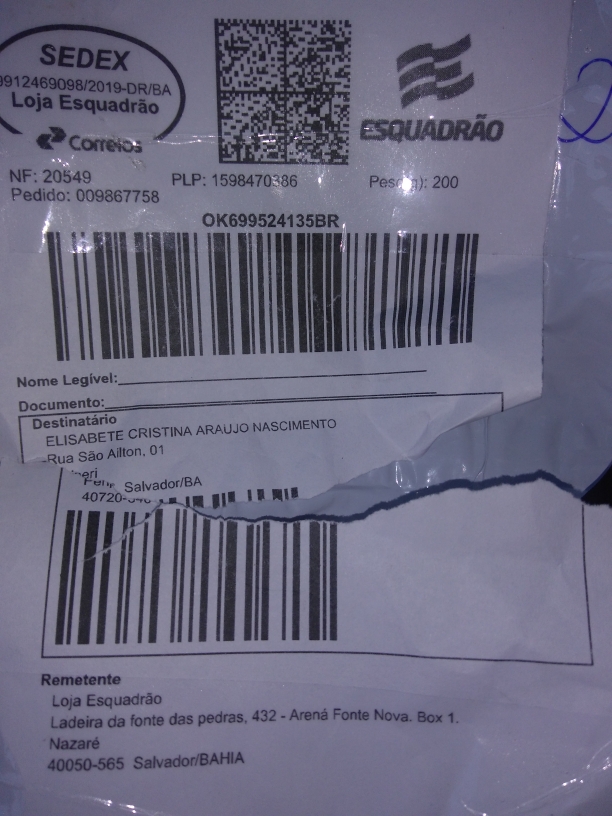 SEDEX
9912469098/2019-DR/BA
Loja Esquadrão
Correios
ESQUADRÃO
NF: 20549 PLP: 1598470386 Peso(g): 200
Pedido: 009867758
OK699524135BR
Nome Legível:
Documento:
Destinatário
ELISABETE CRISTINA ARAUJO NASCIMENTO
Rua São Ailton, 01
Salvador/BA
Remetente
Loja Esquadrão
Ladeira da fonte das pedras, 432 - Arena Fonte Nova. Box 1.
Nazaré
40050-565 Salvador/BAHIA